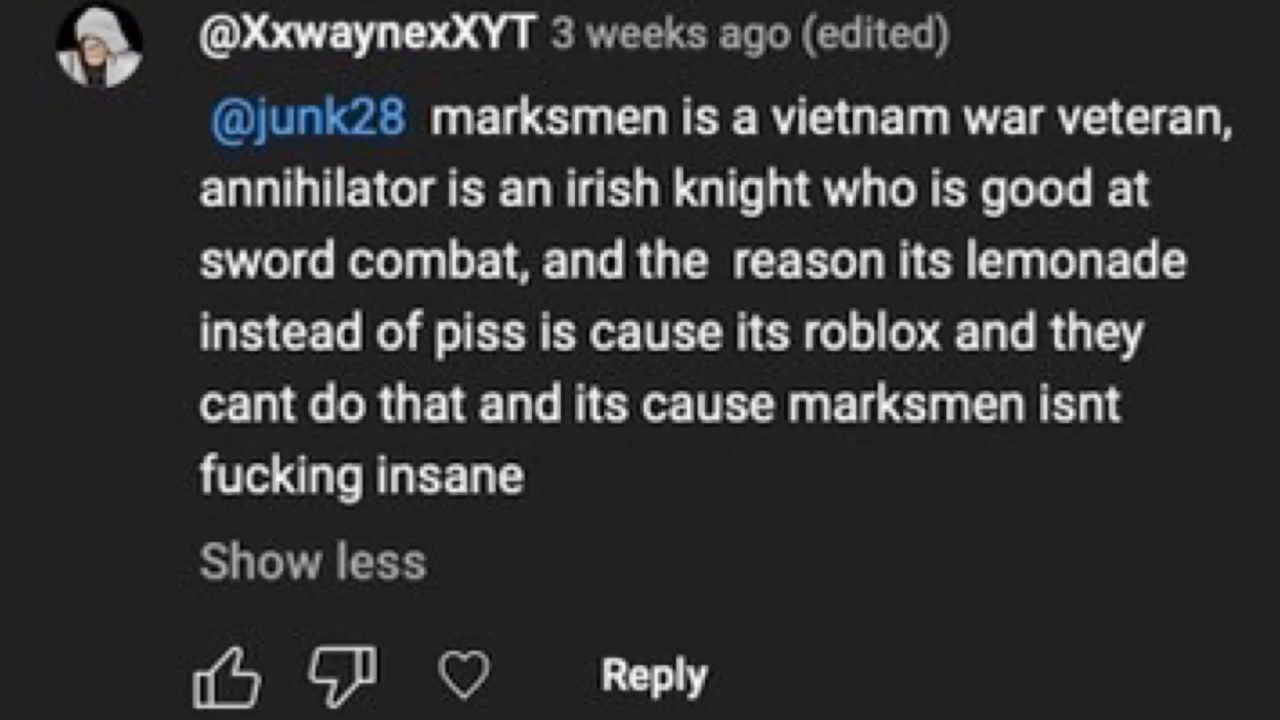 @XxwaynexXYT 3 weeks ago (edited)
@junk28 marksmen is a vietnam war veteran,
annihilator is an irish knight who is good at
sword combat, and the reason its lemonade
instead of piss is cause its roblox and they
cant do that and its cause marksmen isnt
fucking insane
Show less
Reply